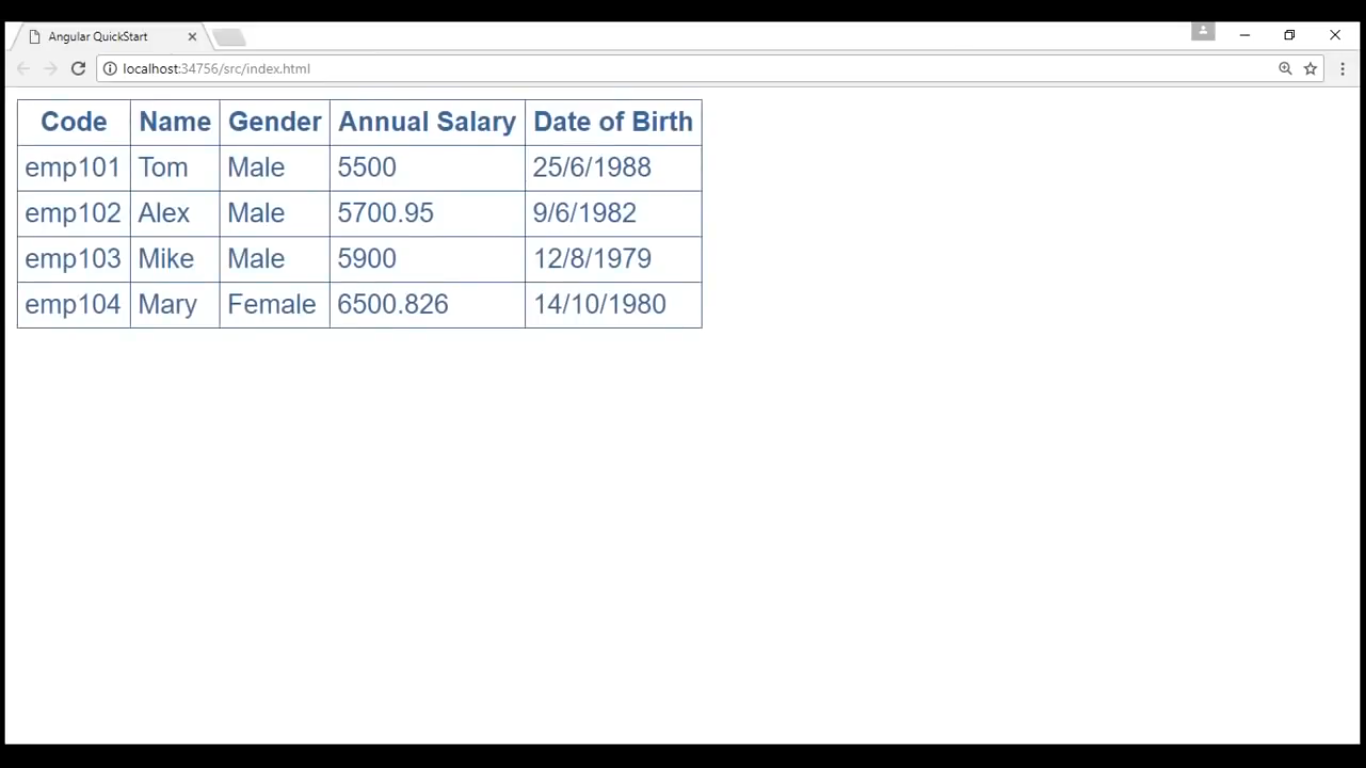 Angular QuickStart
localhost:34756/src/index.html
Code Name Gender Annual Salary Date of Birth
emp101 Tom Male 5500 25/6/1988
emp102 Alex Male 5700.95 9/6/1982
emp103 Mike Male 5900 12/8/1979
emp104 Mary Female 6500.826 14/10/1980